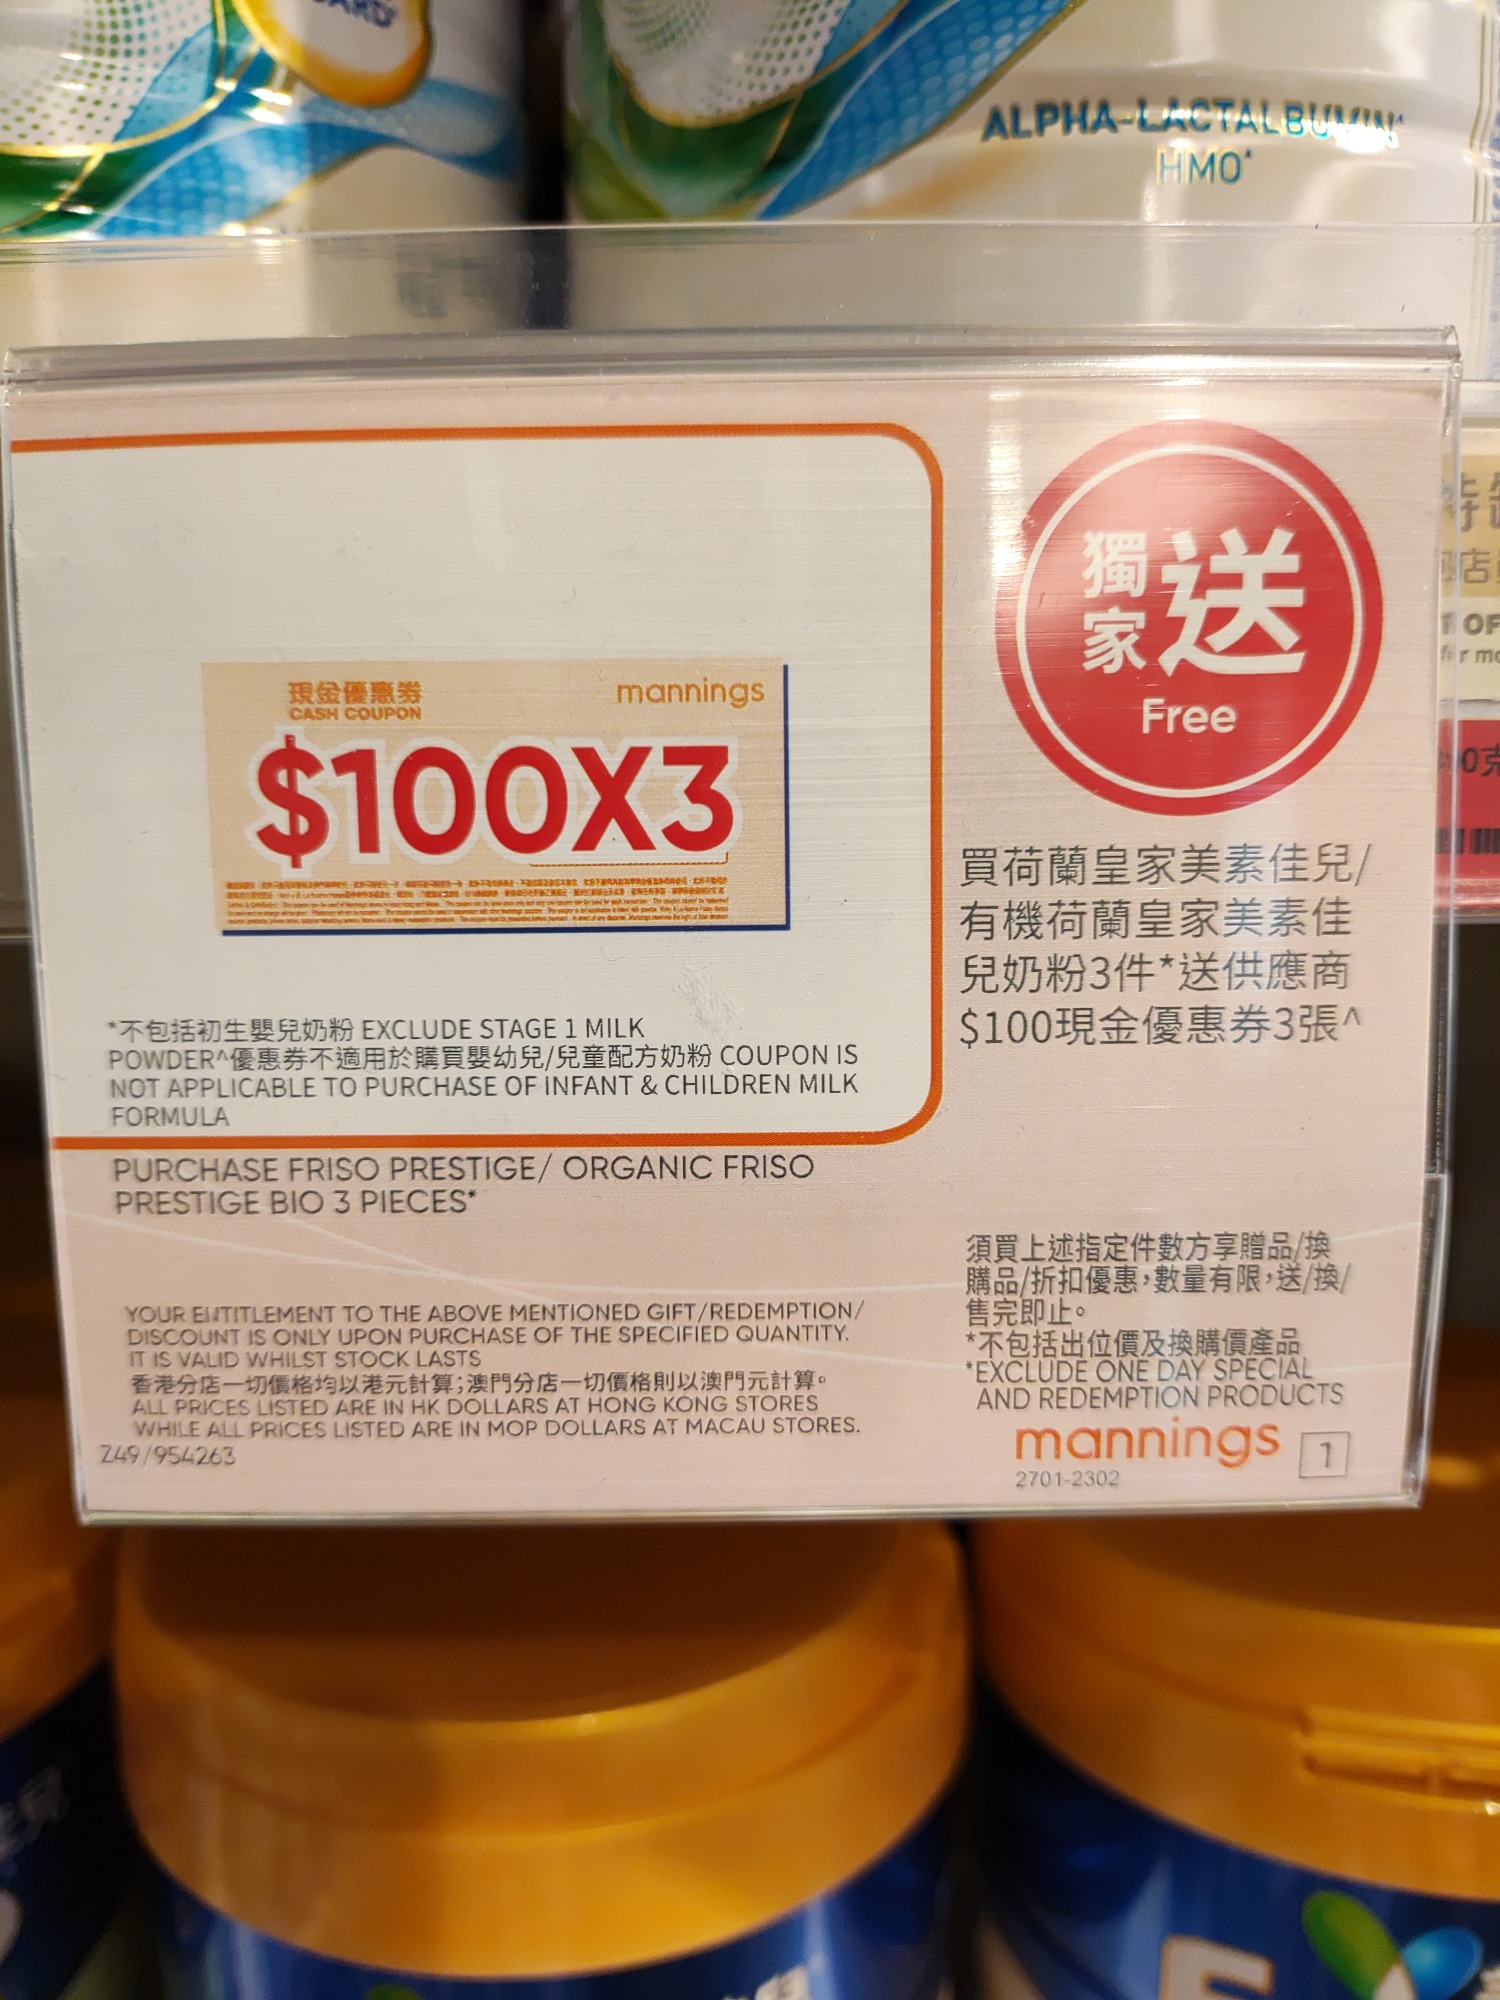 ALPHA-LACTALBUMIN
HMO
現金優惠券
CASH COUPON
mannings
$100X3
獨家 送
Free
買荷蘭皇家美素佳兒/
有機荷蘭皇家美素佳
兒奶粉3件*送供應商
$100現金優惠券3張^
*不包括初生嬰兒奶粉 EXCLUDE STAGE 1 MILK
POWDER^優惠券不適用於購買嬰幼兒/兒童配方奶粉 COUPON IS
NOT APPLICABLE TO PURCHASE OF INFANT & CHILDREN MILK
FORMULA
PURCHASE FRISO PRESTIGE/ ORGANIC FRISO
PRESTIGE BIO 3 PIECES*
YOUR ENTITLEMENT TO THE ABOVE MENTIONED GIFT/REDEMPTION/
DISCOUNT IS ONLY UPON PURCHASE OF THE SPECIFIED QUANTITY.
IT IS VALID WHILST STOCK LASTS
香港分店一切價格均以港元計算;澳門分店一切價格則以澳門元計算。
ALL PRICES LISTED ARE IN HK DOLLARS AT HONG KONG STORES
WHILE ALL PRICES LISTED ARE IN MOP DOLLARS AT MACAU STORES.
Z49/954263
須買上述指定件數方享贈品/換
購品/折扣優惠,數量有限,送/換/
售完即止。
*不包括出位價及換購價產品
*EXCLUDE ONE DAY SPECIAL
AND REDEMPTION PRODUCTS
mannings 1
2701-2302